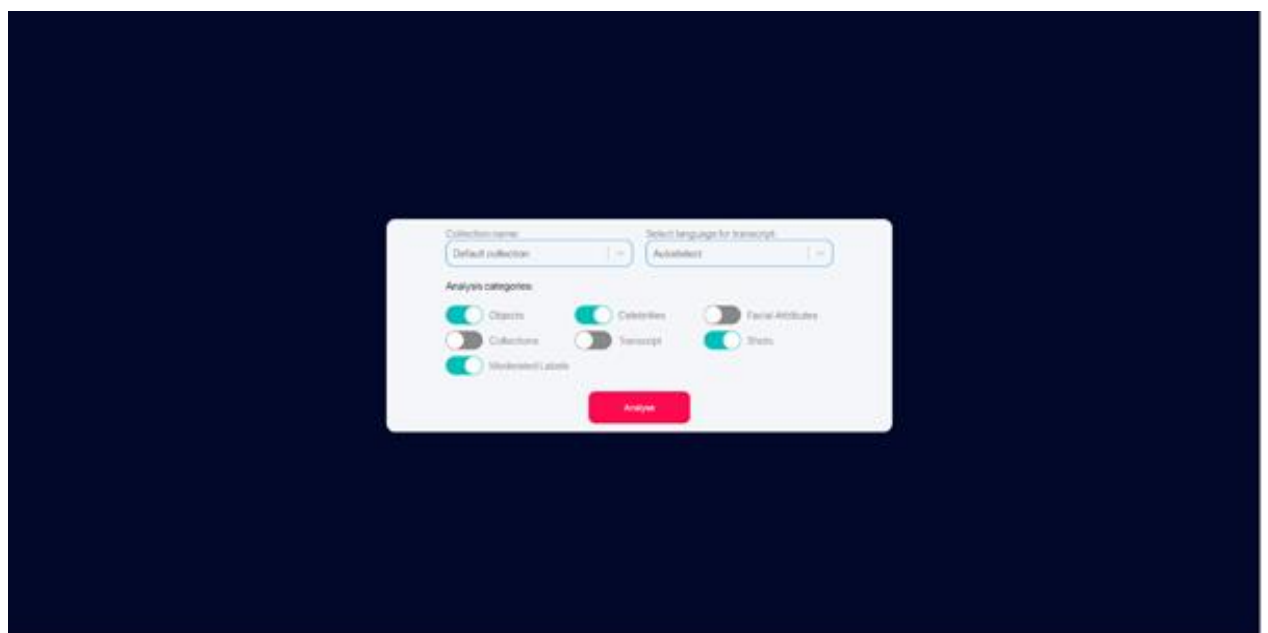 Collection name: Select language for transcript:
Default collection Autodetect
Analysis categories:
Objects Celebrities Facial Attributes
Collections Transcript Shots
Moderated Labels
Analyse